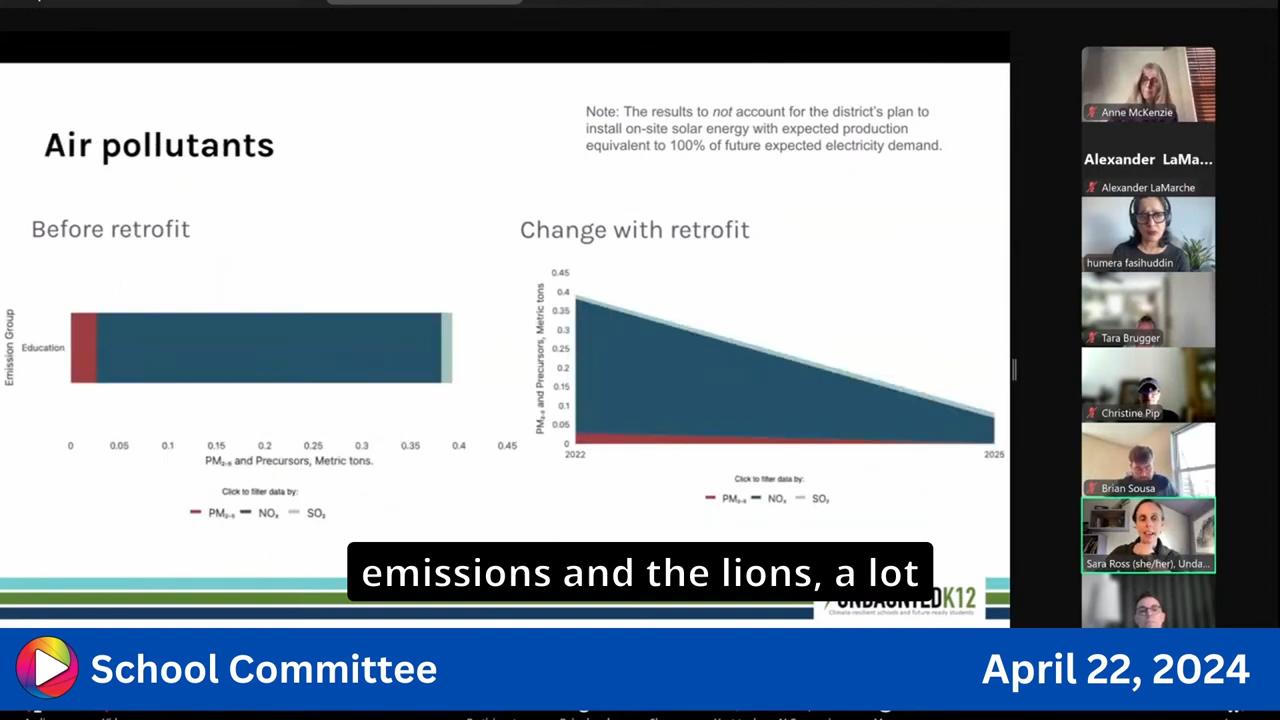 Air pollutants
Note: The results to not account for the district's plan to
install on-site solar energy with expected production
equivalent to 100% of future expected electricity demand.
Before retrofit
Change with retrofit
Emission Group
Education
0 0.05 0.1 0.15 0.2 0.25 0.3 0.35 0.4 0.45
PM₂.₅ and Precursors, Metric tons.
Click to filter data by:
PM₂.₅ NOₓ SO₂
PM₂.₅ and Precursors, Metric tons
0.45
0.4
0.35
0.3
0.25
0.2
0.15
0.1
0.05
0
2022 2025
Click to filter data by:
PM₂.₅ NOₓ SO₂
emissions and the lions, a lot
UNDAUNTEDK12
Climate-resilient schools and future-ready students
Anne McKenzie
Alexander LaMa...
Alexander LaMarche
humera fasihuddin
Tara Brugger
Christine Pip
Brian Sousa
Sara Ross (she/her), Unda...
School Committee
April 22, 2024